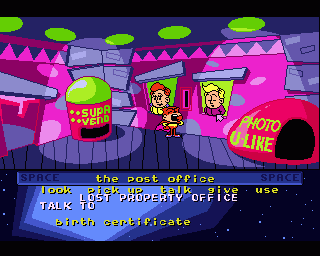 SUPA
VEND
PHOTO
U-LIKE
SPACE the post office SPACE
look pick up talk give use
LOST PROPERTY OFFICE
TALK TO
birth certificate